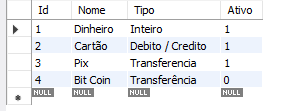 Id Nome Tipo Ativo
1 Dinheiro Inteiro 1
2 Cartão Debito / Credito 1
3 Pix Transferencia 1
4 Bit Coin Transferência 0
NULL NULL NULL NULL